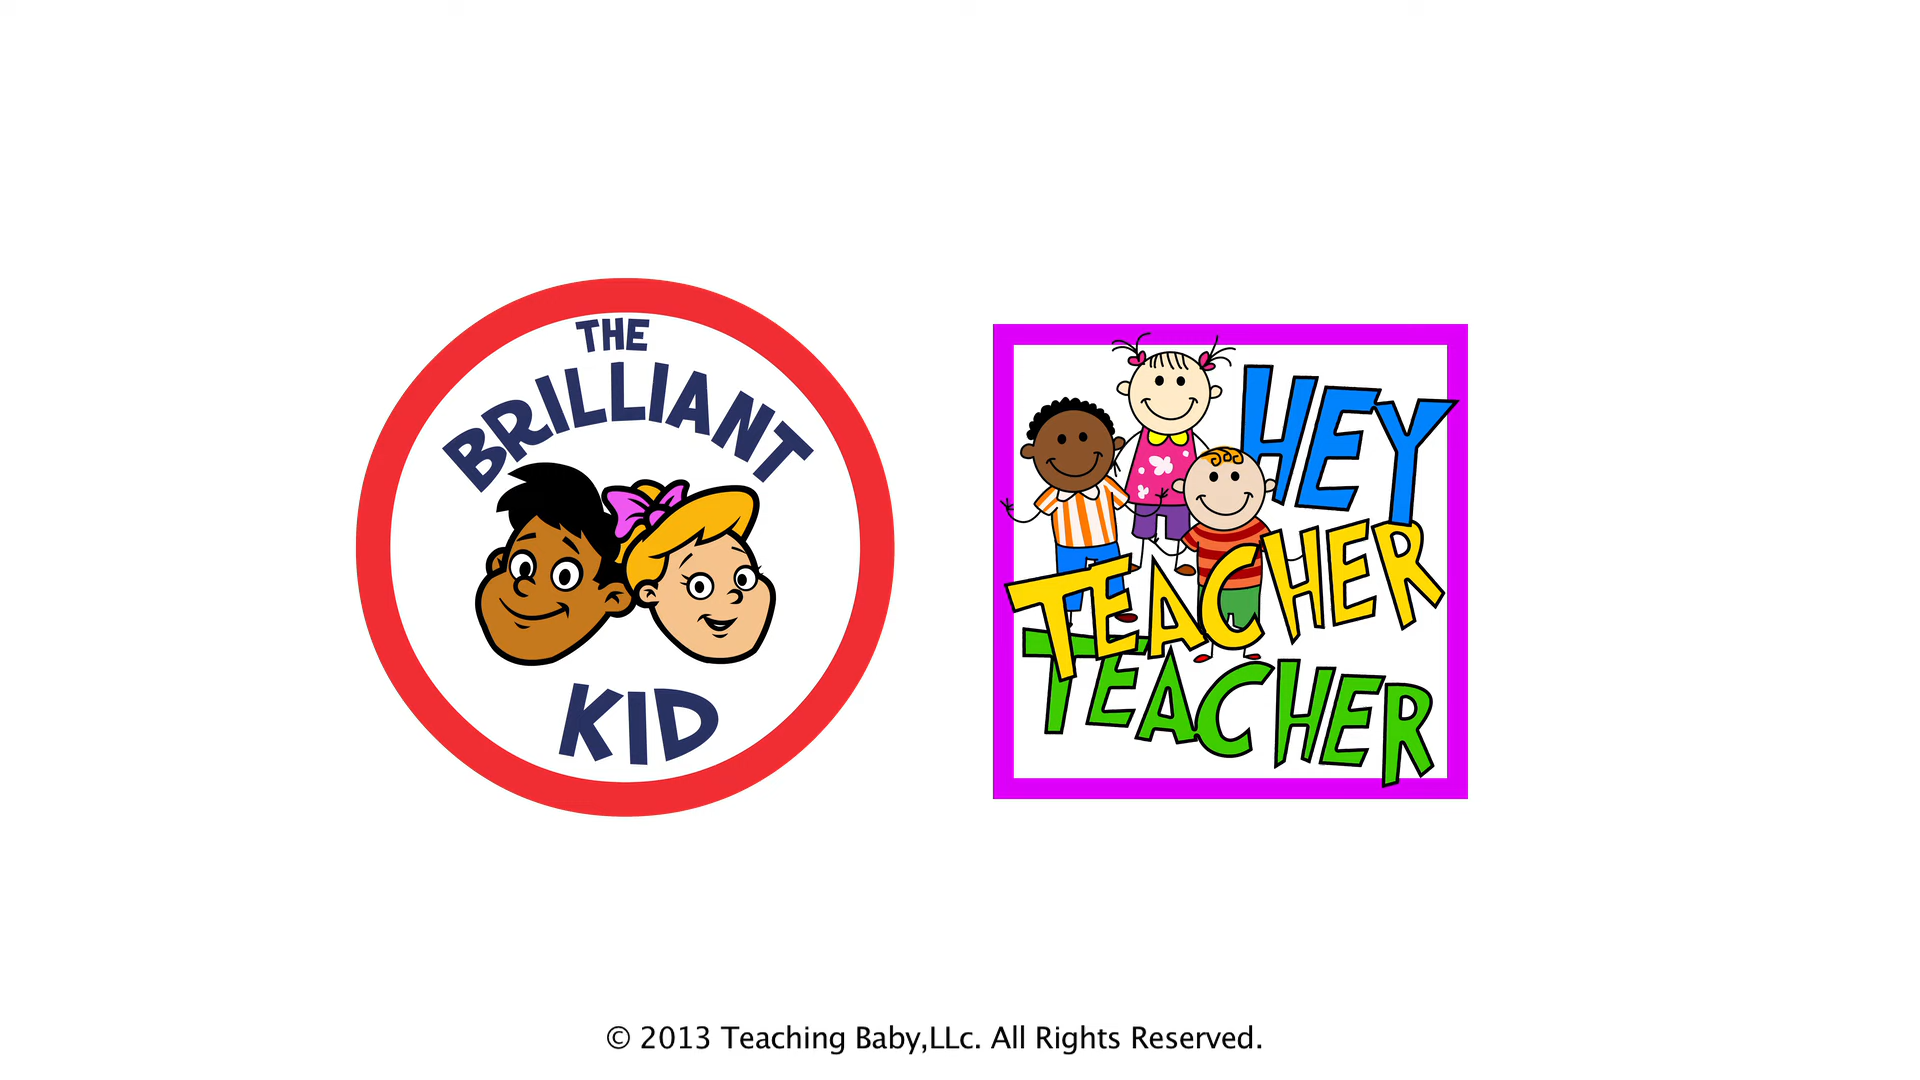 THE
BRILLIANT
KID
HEY
TEACHER
TEACHER
© 2013 Teaching Baby,LLc. All Rights Reserved.